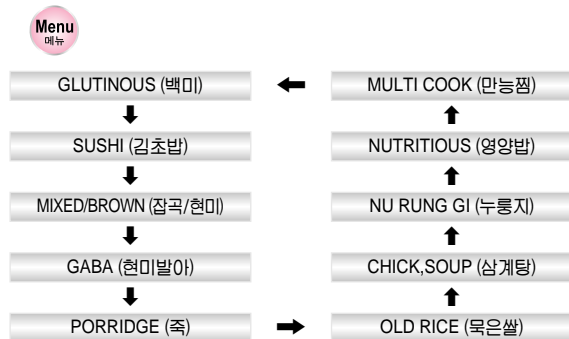 Menu
메뉴
GLUTINOUS (백미)
SUSHI (김초밥)
MIXED/BROWN (잡곡/현미)
GABA (현미발아)
PORRIDGE (죽)
OLD RICE (묵은쌀)
CHICK,SOUP (삼계탕)
NU RUNG GI (누룽지)
NUTRITIOUS (영양밥)
MULTI COOK (만능찜)